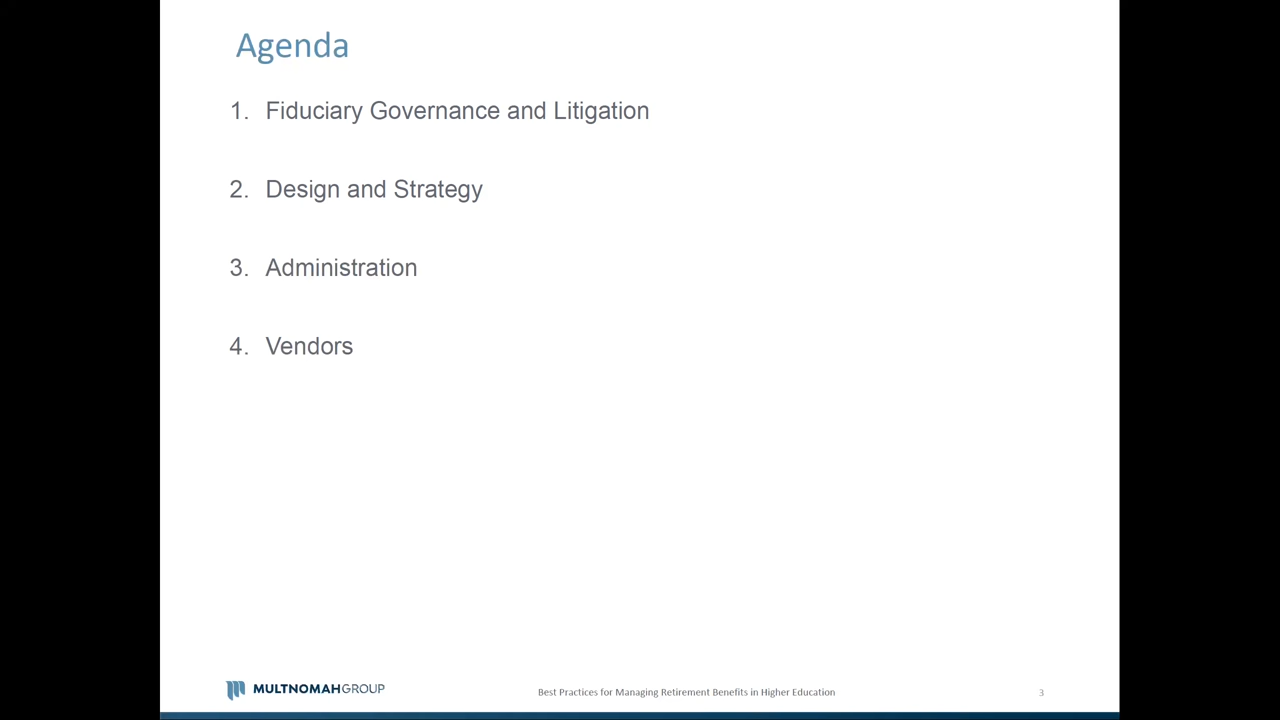 Agenda
1. Fiduciary Governance and Litigation
2. Design and Strategy
3. Administration
4. Vendors
MULTNOMAHGROUP
Best Practices for Managing Retirement Benefits in Higher Education
3